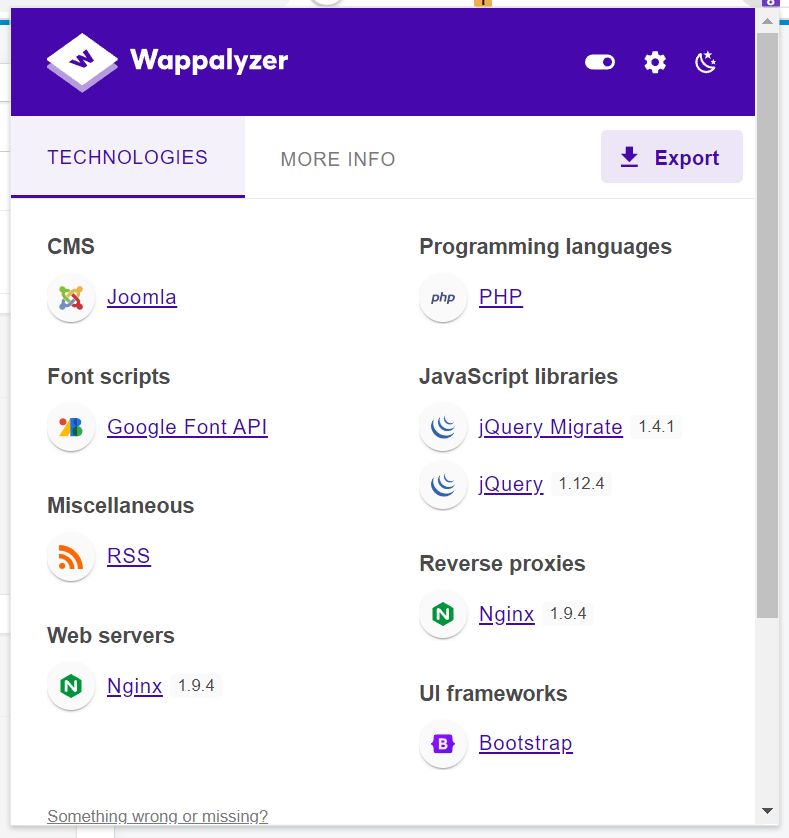 Wappalyzer
TECHNOLOGIES
MORE INFO
Export
CMS
Joomla
Font scripts
Google Font API
Miscellaneous
RSS
Web servers
Nginx 1.9.4
Programming languages
php PHP
JavaScript libraries
jQuery Migrate 1.4.1
jQuery 1.12.4
Reverse proxies
Nginx 1.9.4
UI frameworks
Bootstrap
Something wrong or missing?